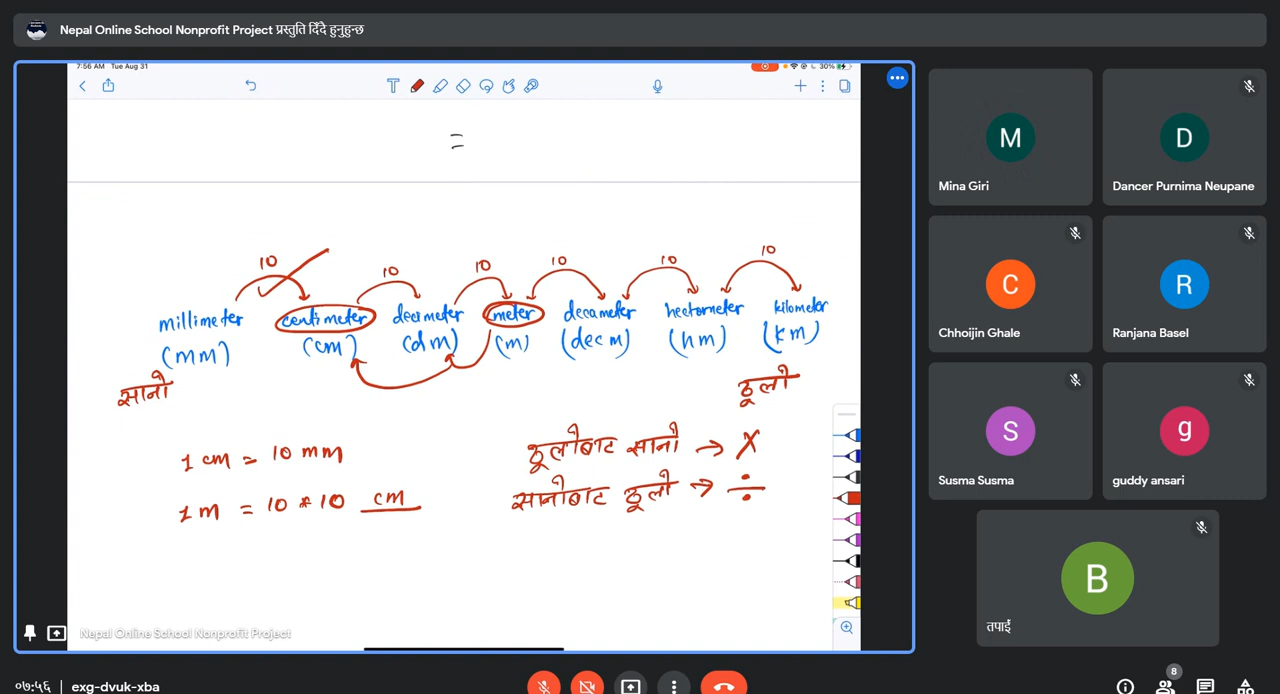 Nepal Online School Nonprofit Project प्रस्तुति दिँदै हुनुहुन्छ
7:56 AM Tue Aug 31
30%
T
=
10 10 10 10 10 10
millimeter centimeter decimeter meter decameter hectometer kilometer
(mm) (cm) (dm) (m) (decm) (hm) (km)
सानो ठूलो
1 cm = 10 mm
1 m = 10 * 10 cm
ठूलोबाट सानो → X
सानोबाट ठूलो → ÷
Nepal Online School Nonprofit Project
M
Mina Giri
D
Dancer Purnima Neupane
C
Chhoijin Ghale
R
Ranjana Basel
S
Susma Susma
g
guddy ansari
B
तपाईं
०७:५६ | exg-dvuk-xba
8